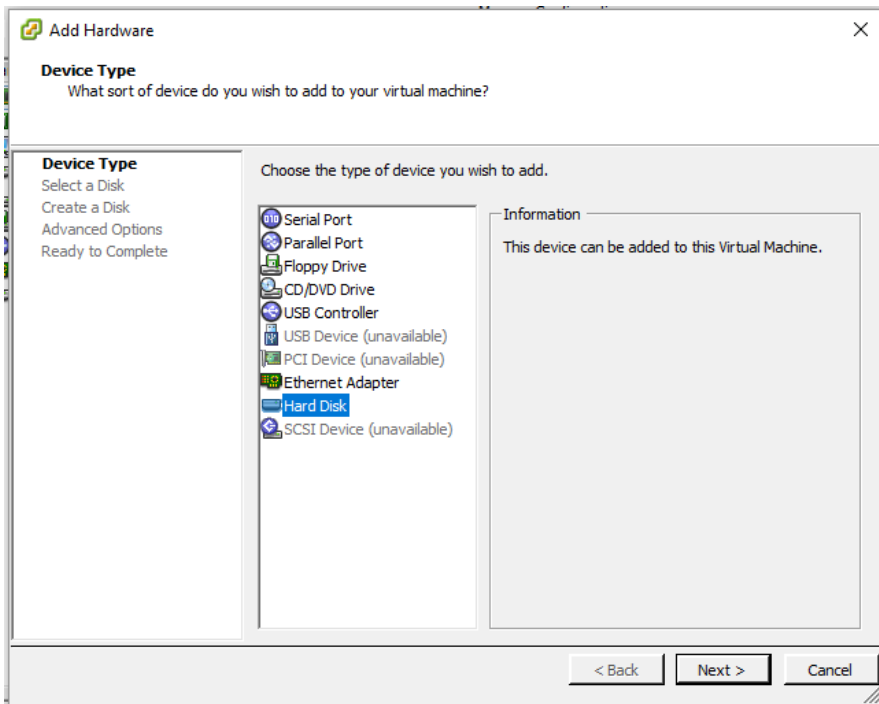 Add Hardware
Device Type
What sort of device do you wish to add to your virtual machine?
Device Type
Select a Disk
Create a Disk
Advanced Options
Ready to Complete
Choose the type of device you wish to add.
Serial Port
Parallel Port
Floppy Drive
CD/DVD Drive
USB Controller
USB Device (unavailable)
PCI Device (unavailable)
Ethernet Adapter
Hard Disk
SCSI Device (unavailable)
Information
This device can be added to this Virtual Machine.
< Back
Next >
Cancel